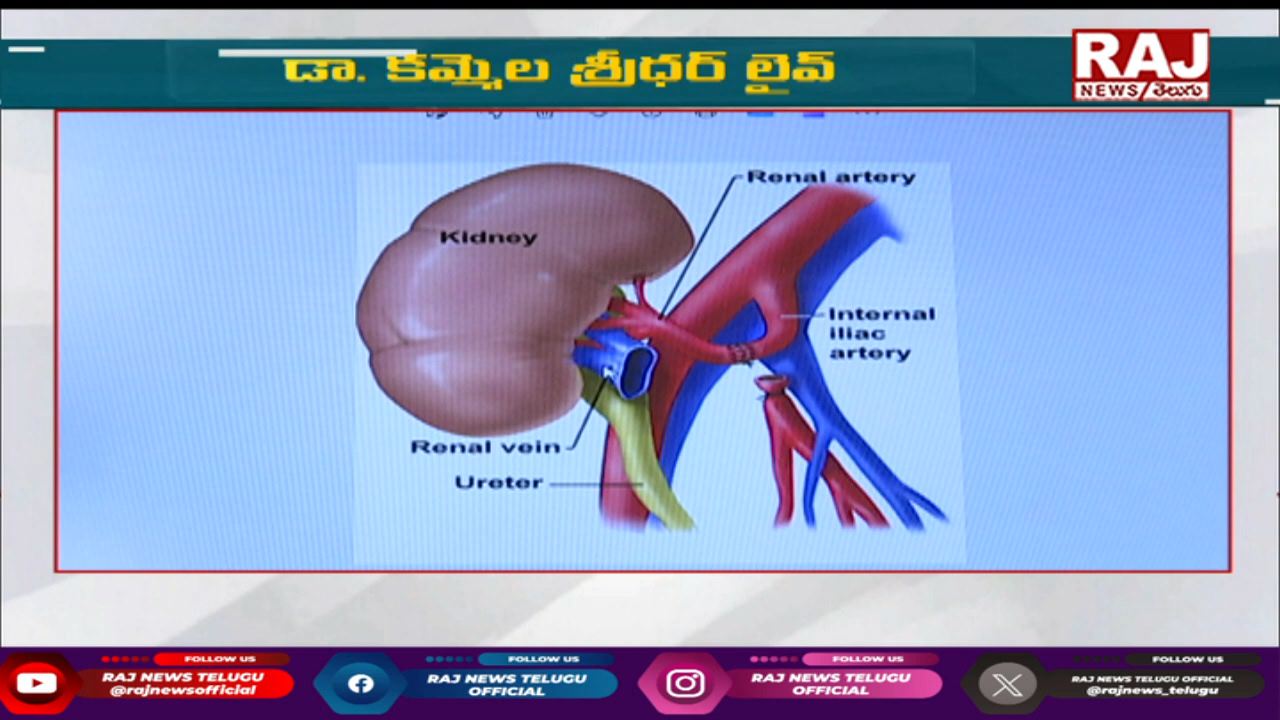 డా. కమ్మెల శ్రీధర్ లైవ్
RAJ
NEWS తెలుగు
Renal artery
Kidney
Internal
iliac
artery
Renal vein
Ureter
FOLLOW US
RAJ NEWS TELUGU
@rajnewsofficial
FOLLOW US
RAJ NEWS TELUGU
OFFICIAL
FOLLOW US
RAJ NEWS TELUGU
OFFICIAL
FOLLOW US
RAJ NEWS TELUGU OFFICIAL
@rajnews_telugu